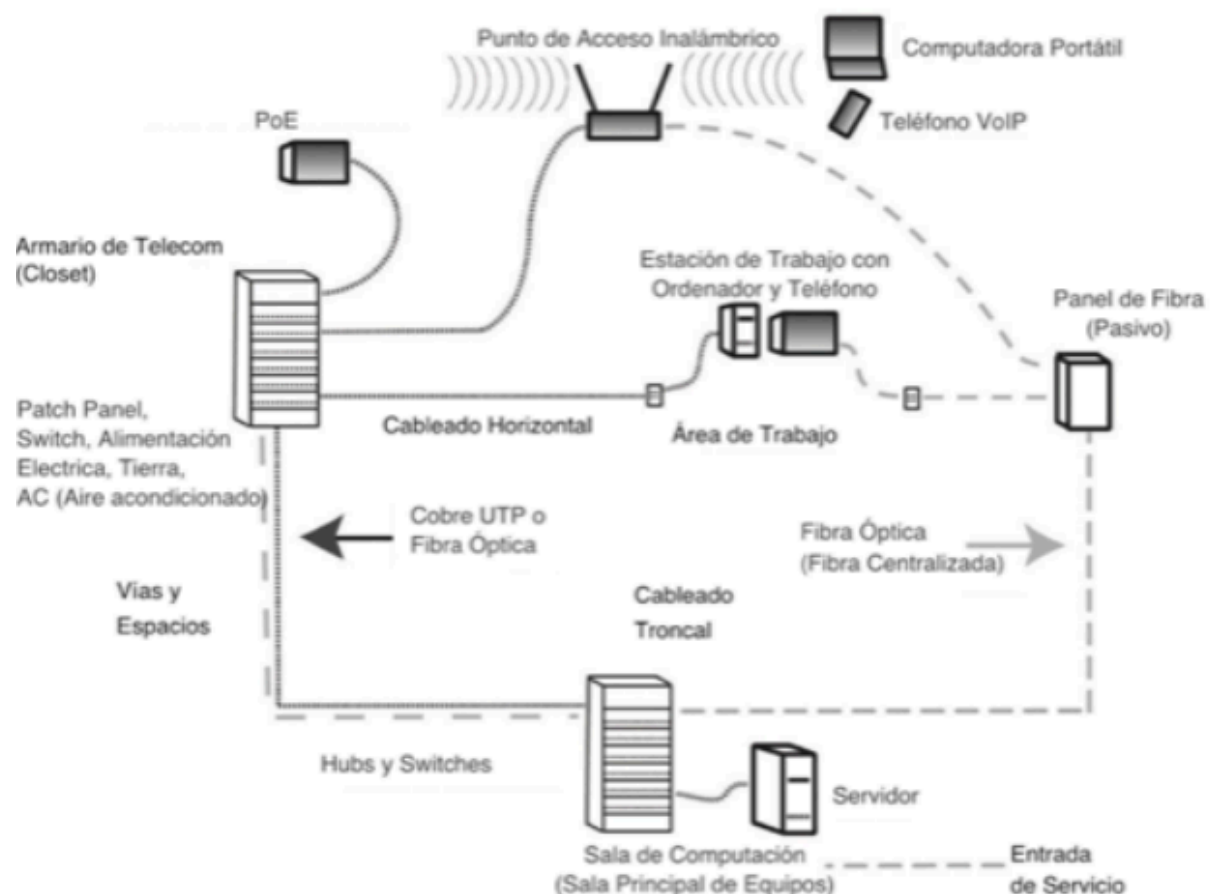 Punto de Acceso Inalámbrico
Computadora Portátil
Teléfono VoIP
PoE
Armario de Telecom
(Closet)
Estación de Trabajo con
Ordenador y Teléfono
Panel de Fibra
(Pasivo)
Patch Panel,
Switch, Alimentación
Electrica, Tierra,
AC (Aire acondicionado)
Cableado Horizontal
Área de Trabajo
Cobre UTP o
Fibra Óptica
Fibra Óptica
(Fibra Centralizada)
Vias y
Espacios
Cableado
Troncal
Hubs y Switches
Servidor
Sala de Computación
(Sala Principal de Equipos)
Entrada
de Servicio